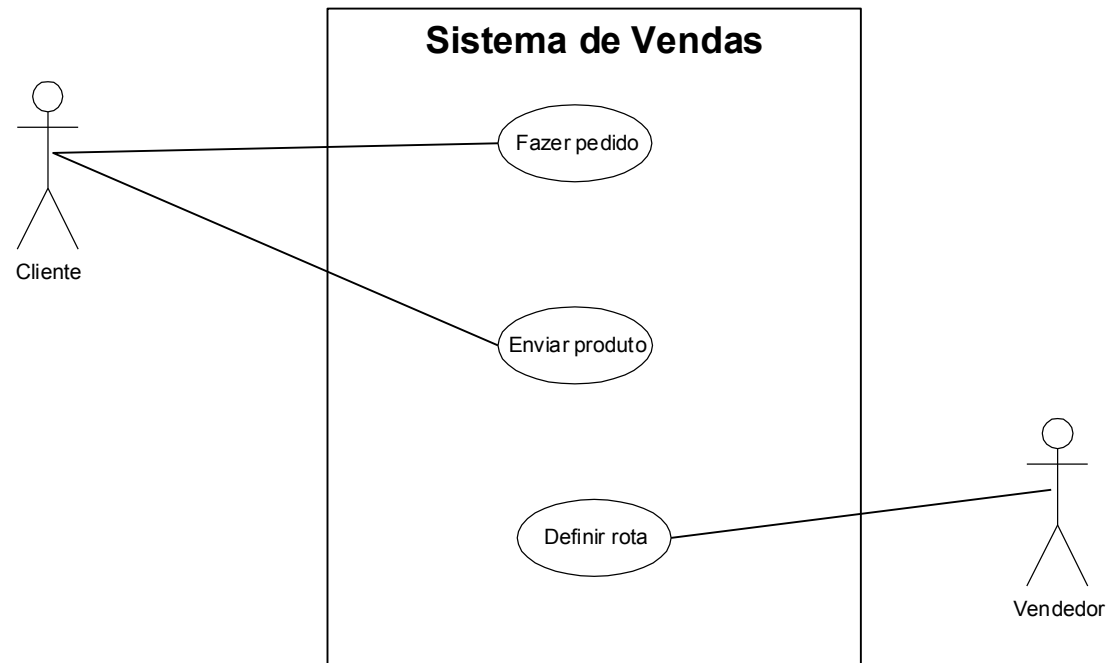 Sistema de Vendas
Fazer pedido
Cliente
Enviar produto
Definir rota
Vendedor